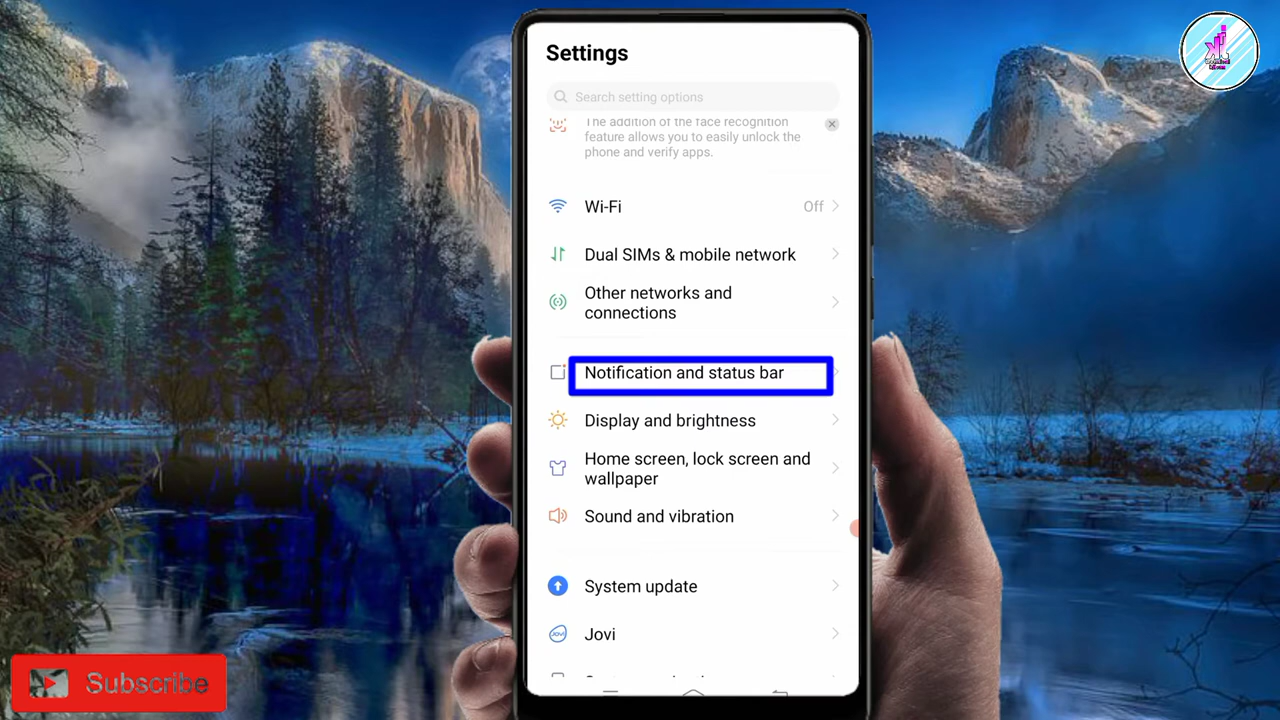 Settings
Search setting options
The addition of the face recognition
feature allows you to easily unlock the
phone and verify apps.
Wi-Fi Off
Dual SIMs & mobile network
Other networks and
connections
Notification and status bar
Display and brightness
Home screen, lock screen and
wallpaper
Sound and vibration
System update
Jovi
Subscribe